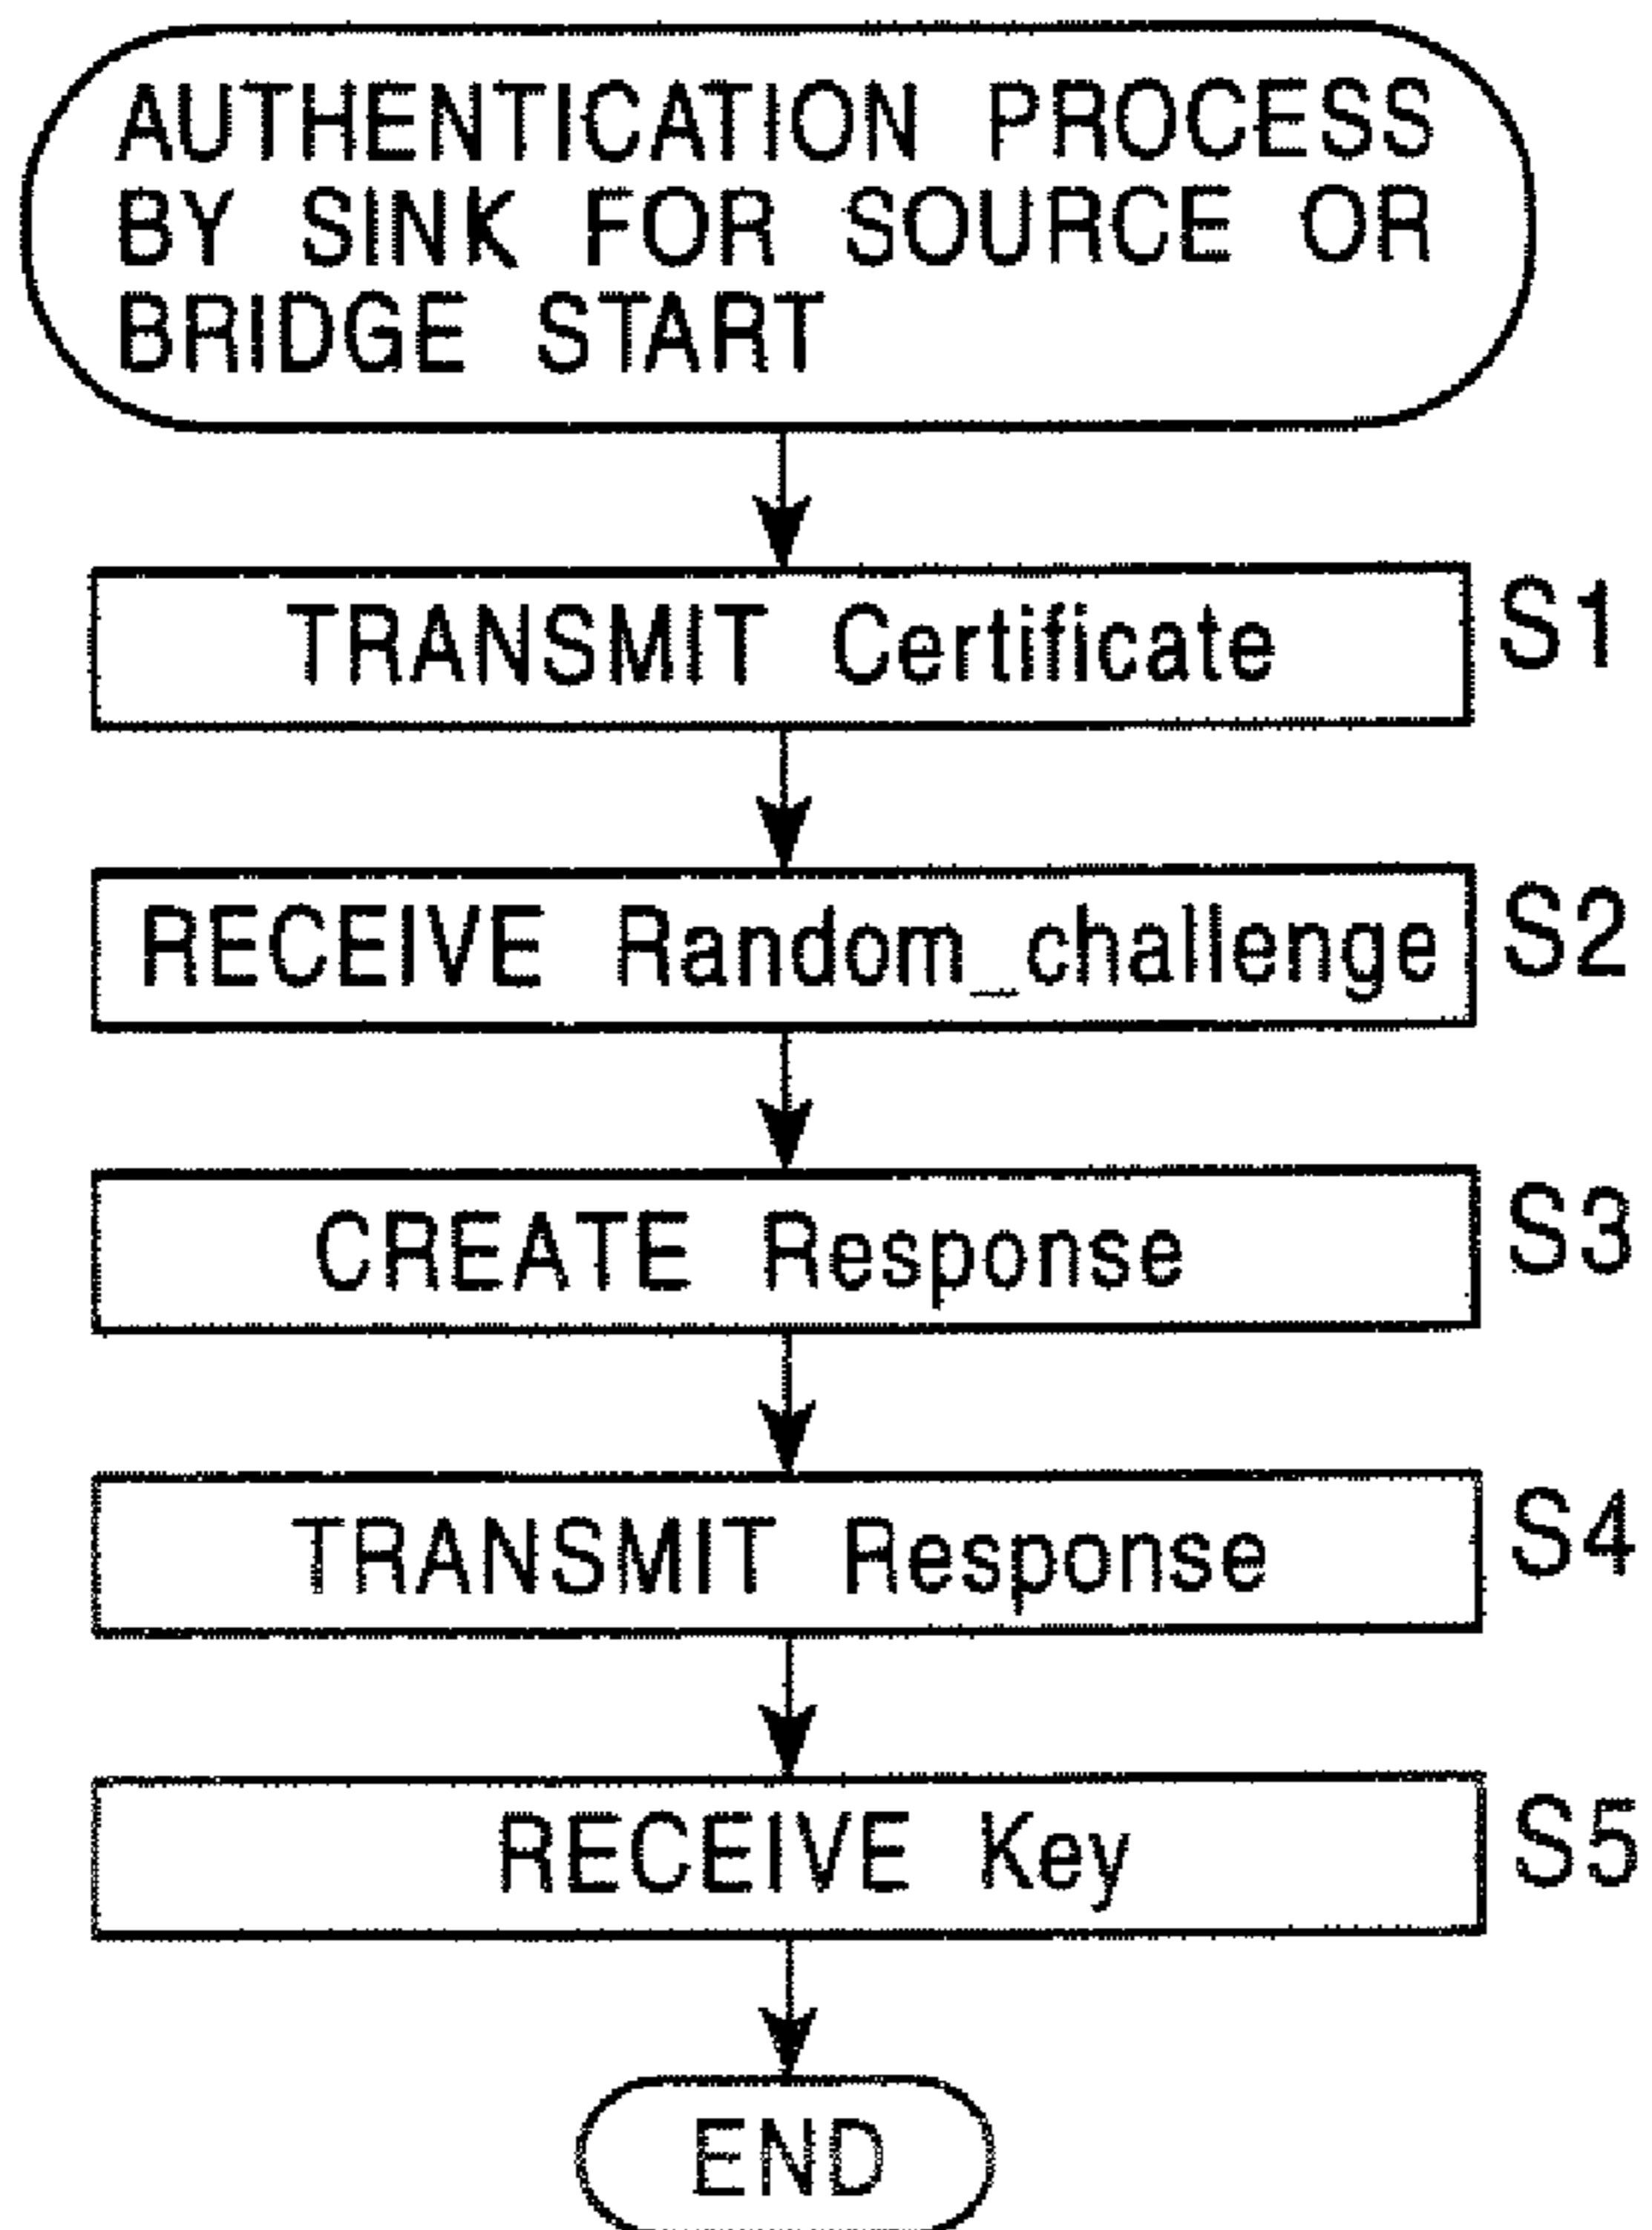 AUTHENTICATION PROCESS
BY SINK FOR SOURCE OR
BRIDGE START
TRANSMIT Certificate S1
RECEIVE Random_challenge S2
CREATE Response S3
TRANSMIT Response S4
RECEIVE Key S5
END